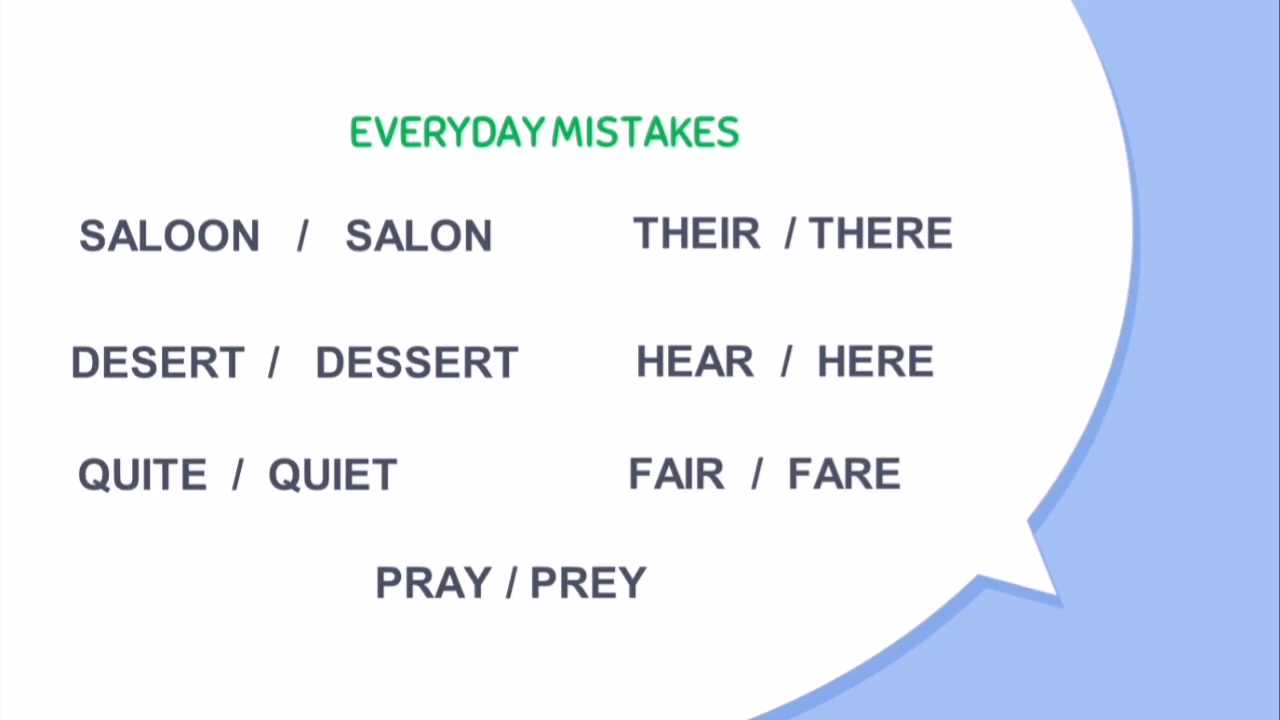 EVERYDAY MISTAKES
SALOON / SALON THEIR / THERE
DESERT / DESSERT HEAR / HERE
QUITE / QUIET FAIR / FARE
PRAY / PREY